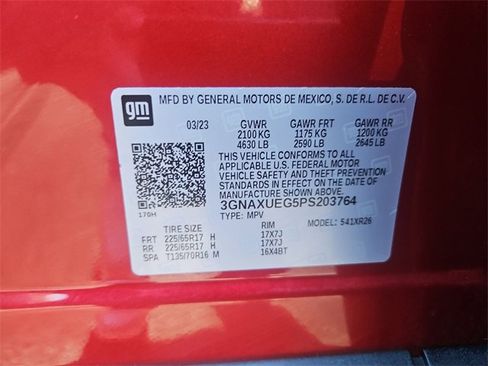 gm
MFD BY GENERAL MOTORS DE MEXICO, S. DE R.L. DE C.V.
03/23 GVWR GAWR FRT GAWR RR
2100 KG 1175 KG 1200 KG
4630 LB 2590 LB 2645 LB
THIS VEHICLE CONFORMS TO ALL
APPLICABLE U.S. FEDERAL MOTOR
VEHICLE SAFETY AND THEFT PREVENTION
STANDARDS IN EFFECT ON THE DATE OF
MANUFACTURE SHOWN ABOVE.
3GNAXUEG5PS203764
170H TYPE: MPV MODEL: 541XR26
TIRE SIZE RIM
FRT 225/65R17 H 17X7J
RR 225/65R17 H 17X7J
SPA T135/70R16 M 16X4BT